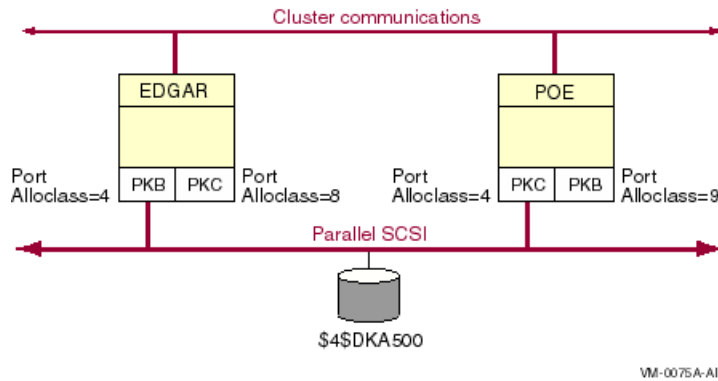 Cluster communications
EDGAR
POE
Port
Alloclass=4
PKB
PKC
Port
Alloclass=8
Port
Alloclass=4
PKC
PKB
Port
Alloclass=9
Parallel SCSI
$4$DKA500
VM-0075A-AI